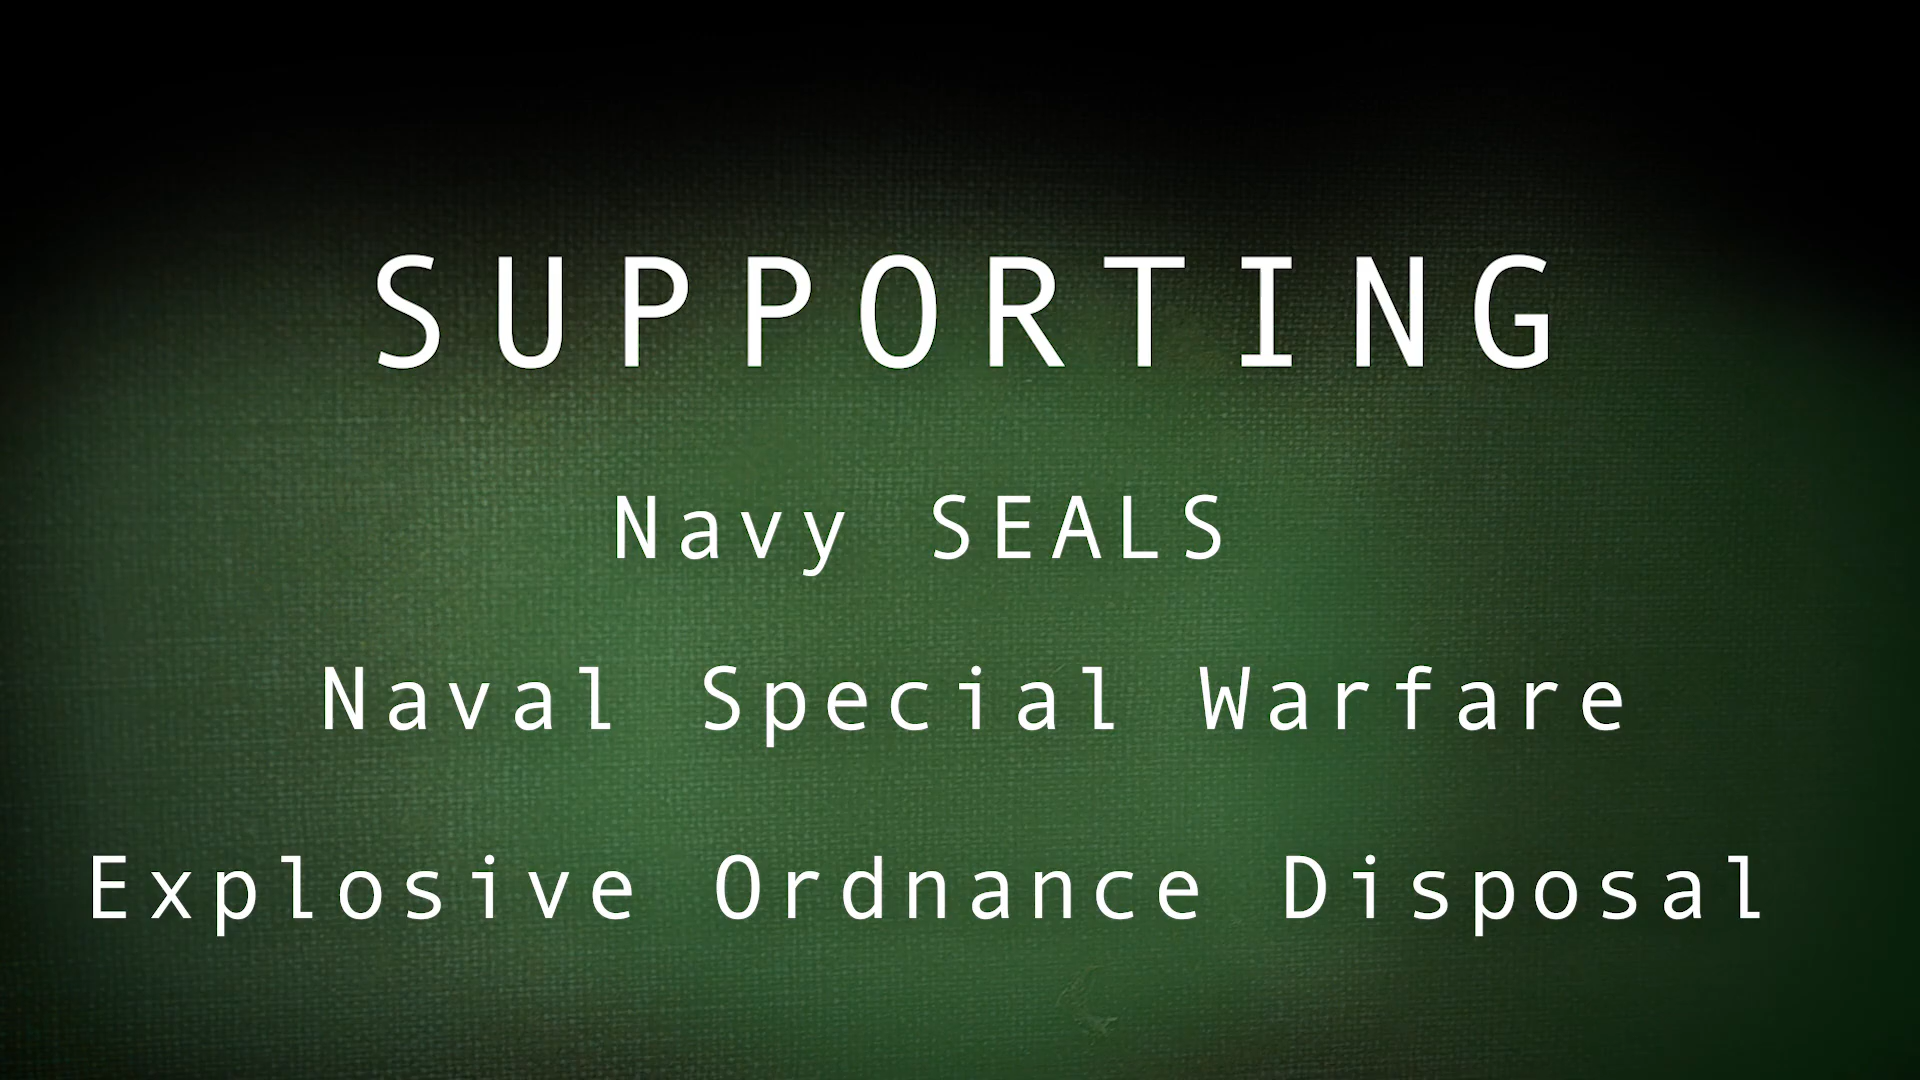 SUPPORTING
Navy SEALS
Naval Special Warfare
Explosive Ordnance Disposal